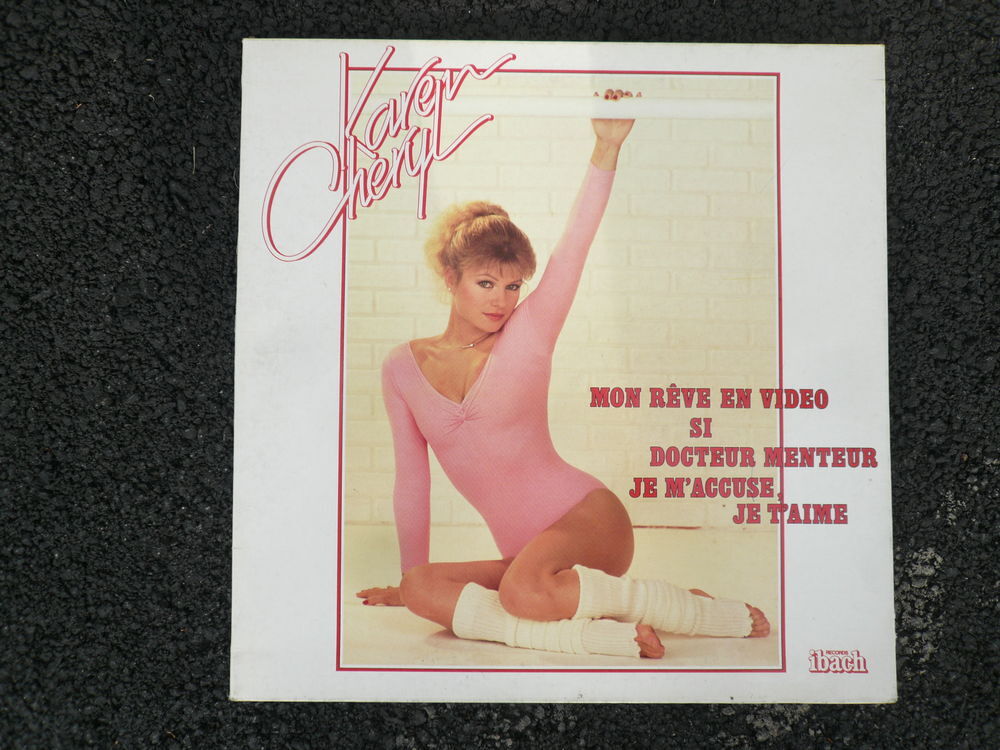 Karen
Cheryl
MON RÊVE EN VIDEO
SI
DOCTEUR MENTEUR
JE M'ACCUSE,
JE T'AIME
RECORDS
ibach